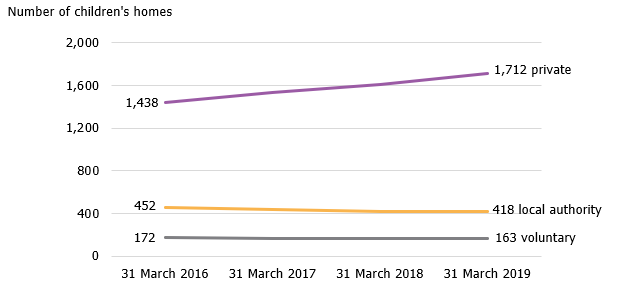 Number of children's homes
2,000
1,712 private
1,600
1,438
1,200
800
452
418 local authority
400
172
163 voluntary
0
31 March 2016 31 March 2017 31 March 2018 31 March 2019